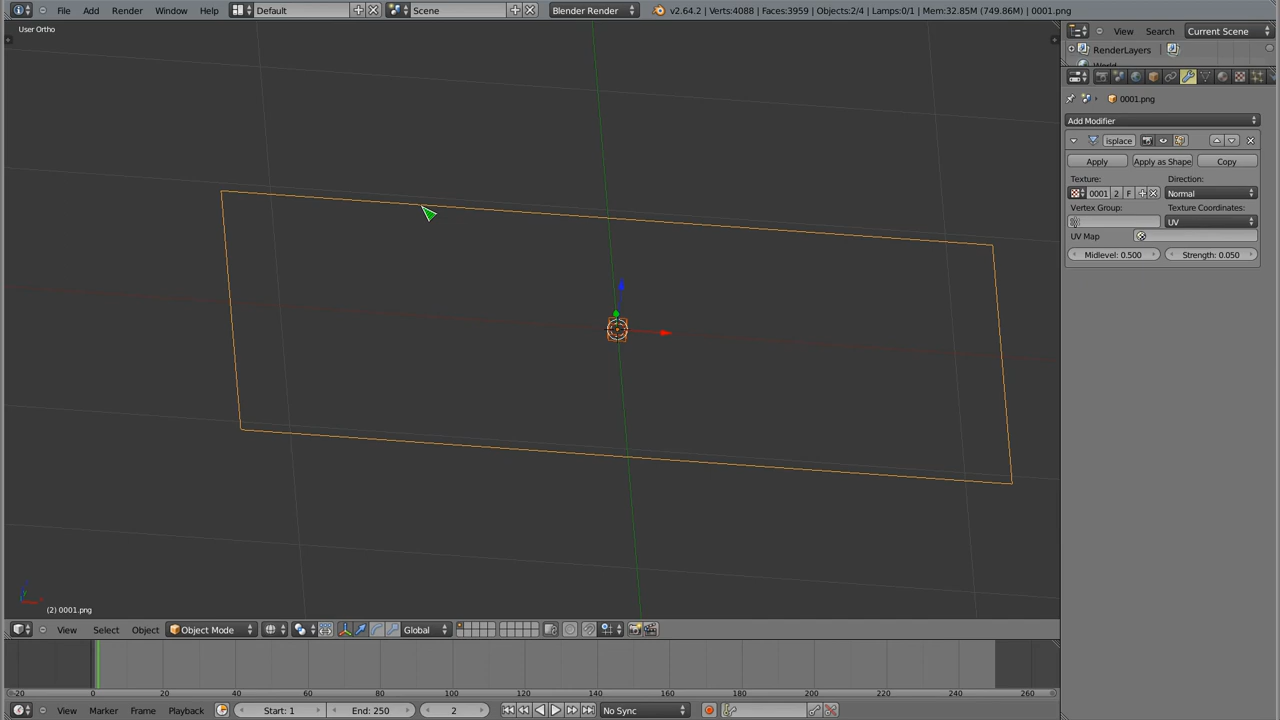 File Add Render Window Help Default Scene Blender Render v2.64.2 | Verts:4088 | Faces:3959 | Objects:2/4 | Lamps:0/1 | Mem:32.85M (749.86M) | 0001.png
User Ortho
View Search Current Scene
RenderLayers
World
0001.png
Add Modifier
isplace
Apply Apply as Shape Copy
Texture: Direction:
0001 2 F Normal
Vertex Group: Texture Coordinates:
UV
UV Map
Midlevel: 0.500 Strength: 0.050
(2) 0001.png
View Select Object Object Mode Global
-20 0 20 40 60 80 100 120 140 160 180 200 220 240 260
View Marker Frame Playback Start: 1 End: 250 2 No Sync